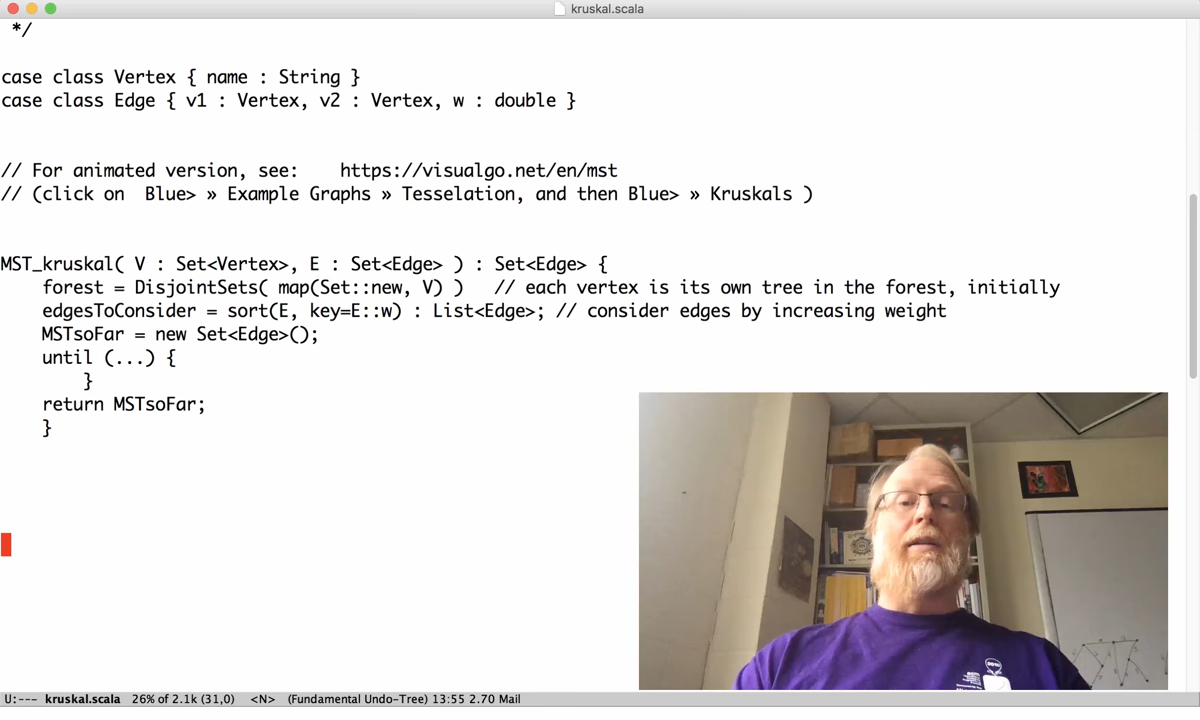 kruskal.scala
*/
case class Vertex { name : String }
case class Edge { v1 : Vertex, v2 : Vertex, w : double }
// For animated version, see:    https://visualgo.net/en/mst
// (click on  Blue> » Example Graphs » Tesselation, and then Blue> » Kruskals )
MST_kruskal( V : Set<Vertex>, E : Set<Edge> ) : Set<Edge> {
    forest = DisjointSets( map(Set::new, V) )   // each vertex is its own tree in the forest, initially
    edgesToConsider = sort(E, key=E::w) : List<Edge>; // consider edges by increasing weight
    MSTsoFar = new Set<Edge>();
    until (...) {
        }
    return MSTsoFar;
    }
U:---  kruskal.scala   26% of 2.1k (31,0)   <N>   (Fundamental Undo-Tree) 13:55 2.70 Mail